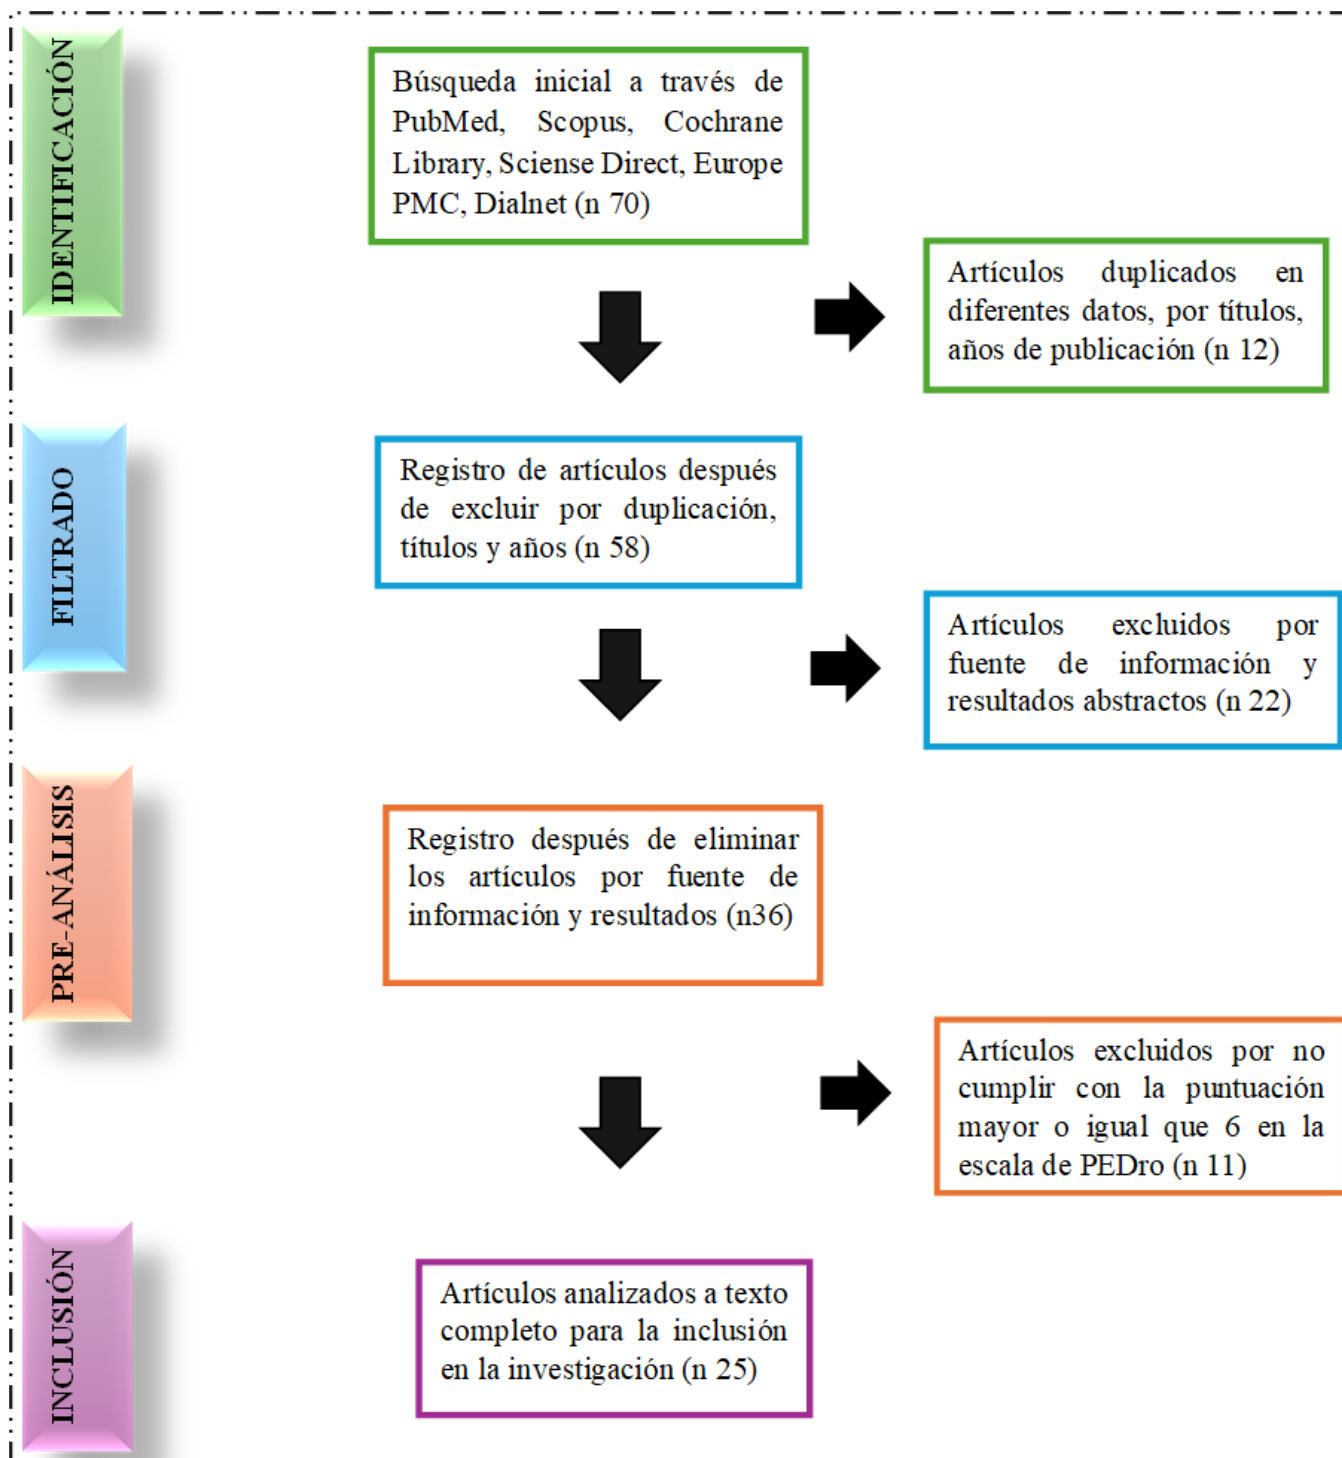 IDENTIFICACIÓN
Búsqueda inicial a través de
PubMed, Scopus, Cochrane
Library, Sciense Direct, Europe
PMC, Dialnet (n 70)
Artículos duplicados en
diferentes datos, por títulos,
años de publicación (n 12)
FILTRADO
Registro de artículos después
de excluir por duplicación,
títulos y años (n 58)
Artículos excluidos por
fuente de información y
resultados abstractos (n 22)
PRE-ANÁLISIS
Registro después de eliminar
los artículos por fuente de
información y resultados (n36)
Artículos excluidos por no
cumplir con la puntuación
mayor o igual que 6 en la
escala de PEDro (n 11)
INCLUSIÓN
Artículos analizados a texto
completo para la inclusión
en la investigación (n 25)